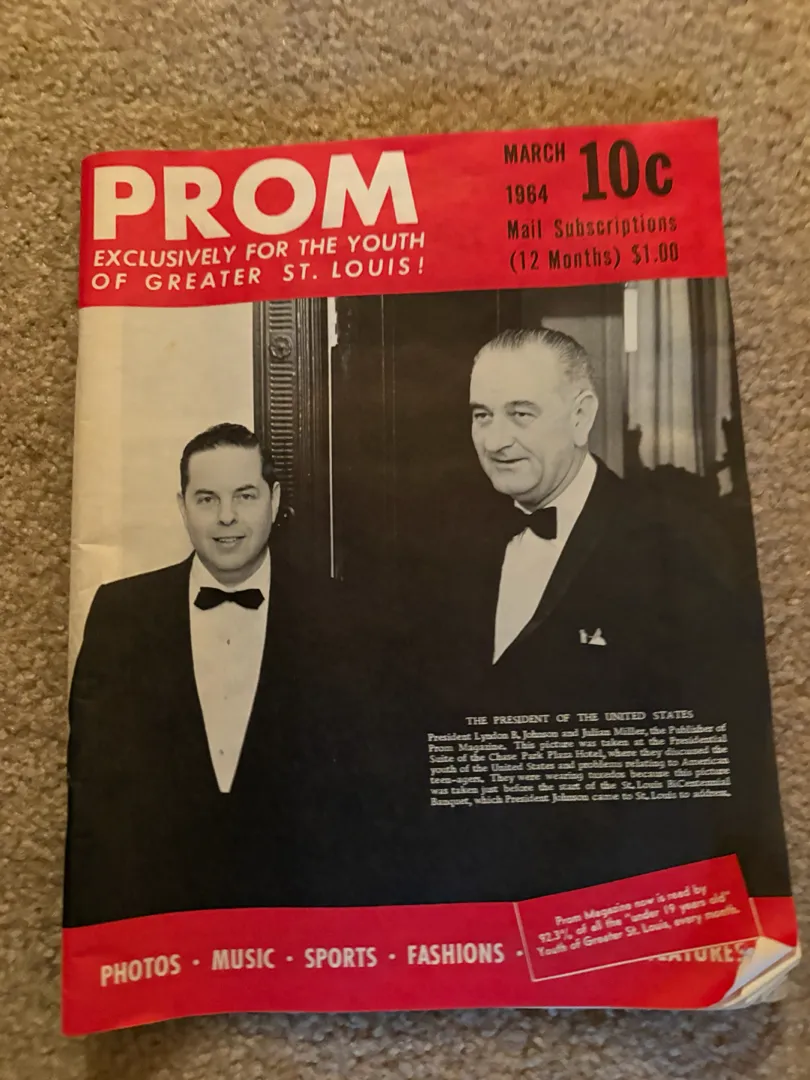 PROM
EXCLUSIVELY FOR THE YOUTH
OF GREATER ST. LOUIS!
MARCH 10c
1964
Mail Subscriptions
(12 Months) $1.00
THE PRESIDENT OF THE UNITED STATES
President Lyndon B. Johnson and Julian Miller, the Publisher of
Prom Magazine. This picture was taken at the Presidential
Suite of the Chase Park Plaza Hotel, where they discussed the
youth of the United States and problems relating to American
teen-agers. They were wearing tuxedos because this picture
was taken just before the start of the St. Louis BiCentennial
Banquet, which President Johnson came to St. Louis to address.
Prom Magazine now is read by
92.3% of all the "under 19 years old"
Youth of Greater St. Louis, every month.
PHOTOS • MUSIC • SPORTS • FASHIONS •